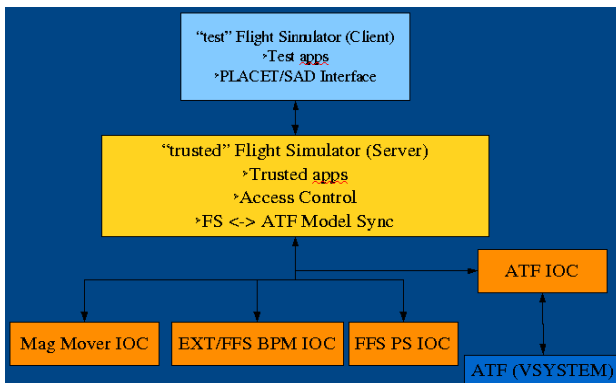 “test” Flight Simulator (Client)
Test apps
PLACET/SAD Interface
“trusted” Flight Simulator (Server)
Trusted apps
Access Control
FS <-> ATF Model Sync
ATF IOC
Mag Mover IOC
EXT/FFS BPM IOC
FFS PS IOC
ATF (VSYSTEM)